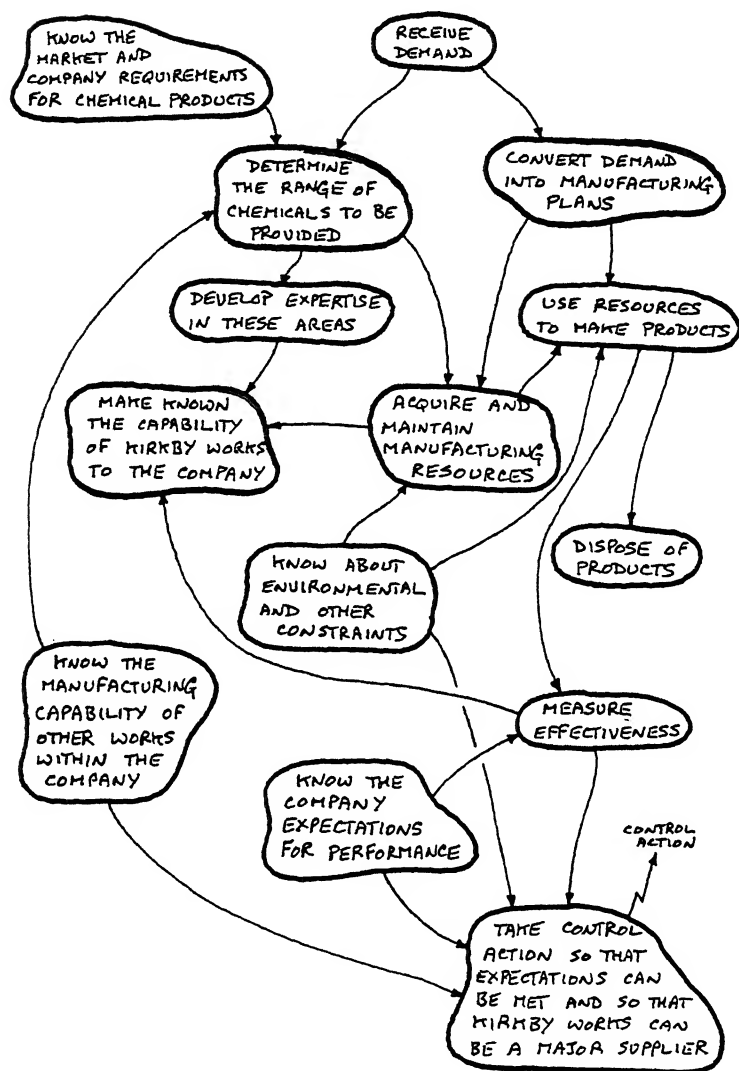 KNOW THE
MARKET AND
COMPANY REQUIREMENTS
FOR CHEMICAL PRODUCTS
RECEIVE
DEMAND
DETERMINE
THE RANGE OF
CHEMICALS TO BE
PROVIDED
CONVERT DEMAND
INTO MANUFACTURING
PLANS
DEVELOP EXPERTISE
IN THESE AREAS
USE RESOURCES
TO MAKE PRODUCTS
MAKE KNOWN
THE CAPABILITY
OF KIRKBY WORKS
TO THE COMPANY
ACQUIRE AND
MAINTAIN
MANUFACTURING
RESOURCES
KNOW ABOUT
ENVIRONMENTAL
AND OTHER
CONSTRAINTS
DISPOSE OF
PRODUCTS
KNOW THE
MANUFACTURING
CAPABILITY OF
OTHER WORKS
WITHIN THE
COMPANY
MEASURE
EFFECTIVENESS
KNOW THE
COMPANY
EXPECTATIONS
FOR PERFORMANCE
CONTROL
ACTION
TAKE CONTROL
ACTION SO THAT
EXPECTATIONS CAN
BE MET AND SO THAT
KIRKBY WORKS CAN
BE A MAJOR SUPPLIER